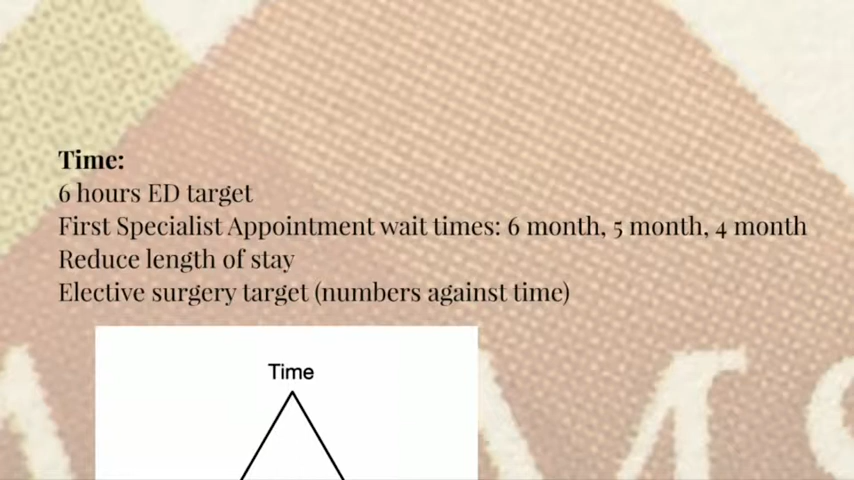 Time:
6 hours ED target
First Specialist Appointment wait times: 6 month, 5 month, 4 month
Reduce length of stay
Elective surgery target (numbers against time)
Time